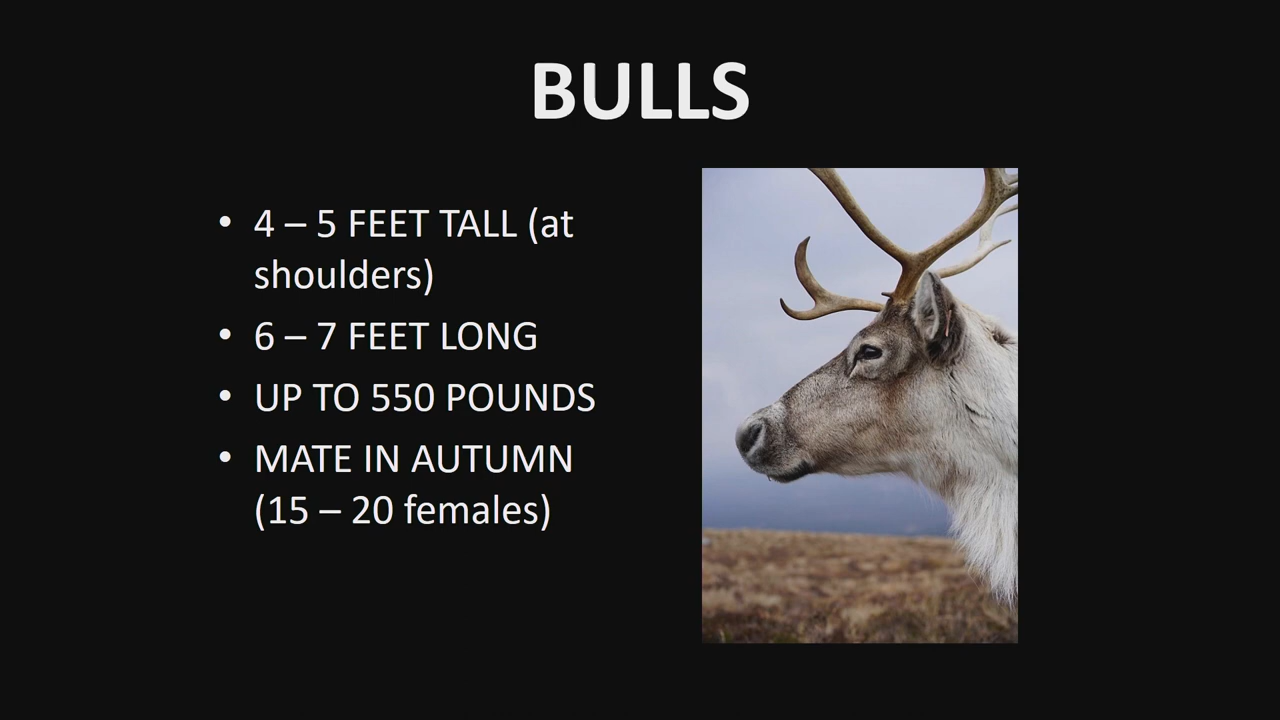 BULLS
• 4 – 5 FEET TALL (at
shoulders)
• 6 – 7 FEET LONG
• UP TO 550 POUNDS
• MATE IN AUTUMN
(15 – 20 females)